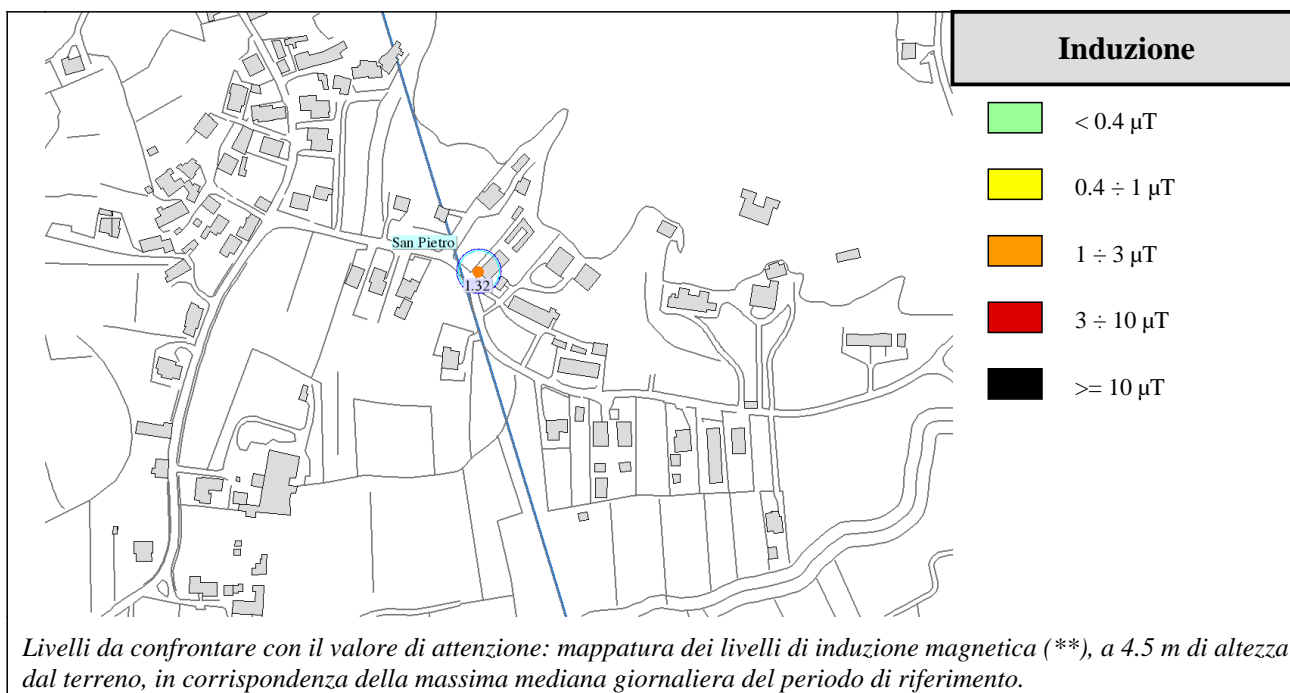 Induzione
< 0.4 µT
0.4 ÷ 1 µT
1 ÷ 3 µT
3 ÷ 10 µT
>= 10 µT
San Pietro
1.32
Livelli da confrontare con il valore di attenzione: mappatura dei livelli di induzione magnetica (**), a 4.5 m di altezza
dal terreno, in corrispondenza della massima mediana giornaliera del periodo di riferimento.